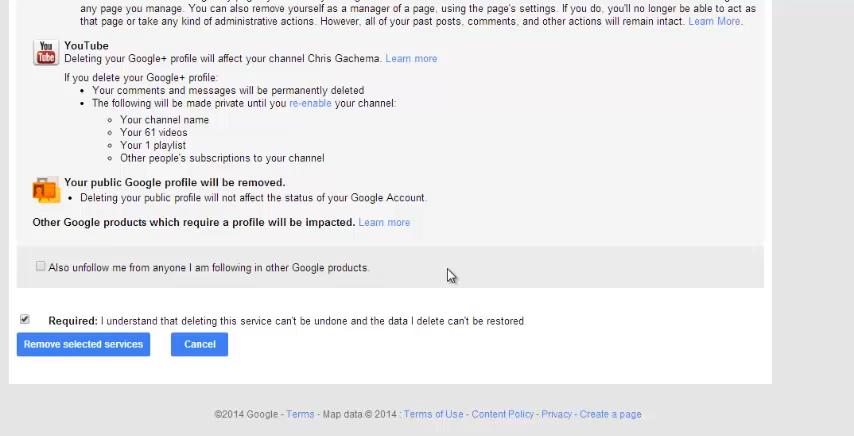 any page you manage. You can also remove yourself as a manager of a page, using the page's settings. If you do, you'll no longer be able to act as
that page or take any kind of administrative actions. However, all of your past posts, comments, and other actions will remain intact. Learn More.
You Tube
YouTube
Deleting your Google+ profile will affect your channel Chris Gachema. Learn more
If you delete your Google+ profile:
• Your comments and messages will be permanently deleted
• The following will be made private until you re-enable your channel:
○ Your channel name
○ Your 61 videos
○ Your 1 playlist
○ Other people's subscriptions to your channel
Your public Google profile will be removed.
• Deleting your public profile will not affect the status of your Google Account.
Other Google products which require a profile will be impacted. Learn more
Also unfollow me from anyone I am following in other Google products.
Required: I understand that deleting this service can't be undone and the data I delete can't be restored
Remove selected services Cancel
©2014 Google - Terms - Map data © 2014 : Terms of Use - Content Policy - Privacy - Create a page